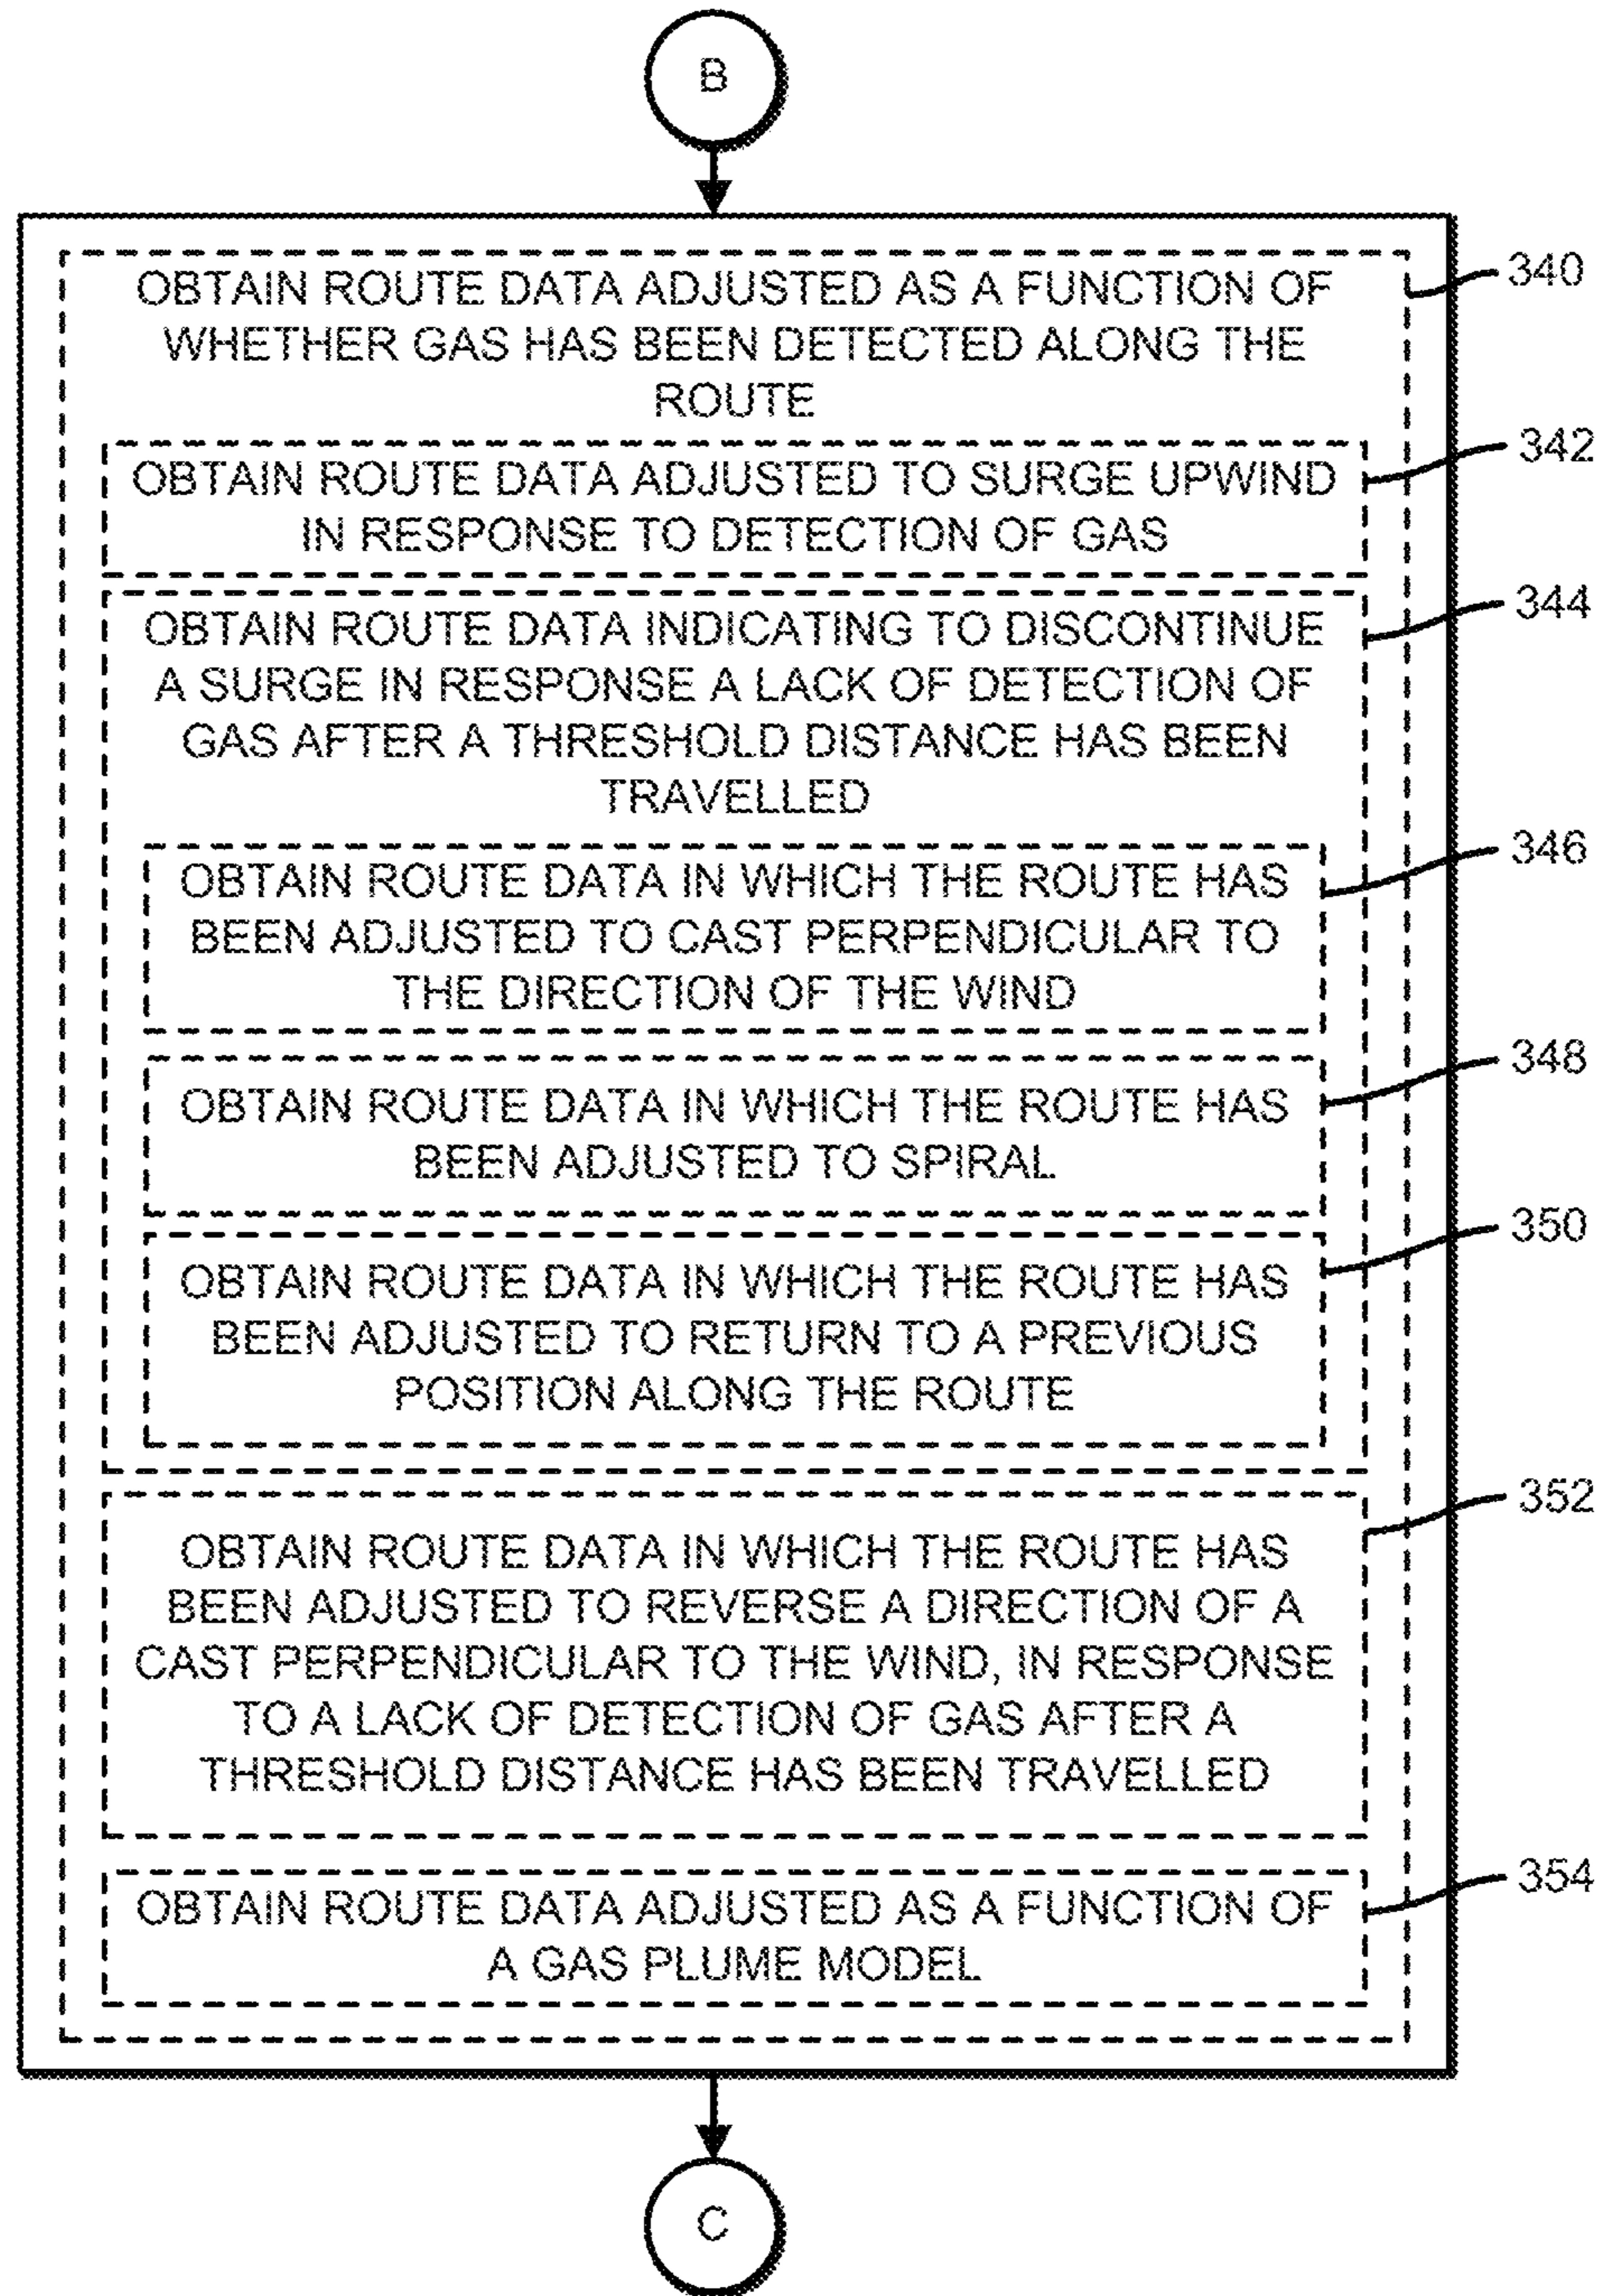 B
OBTAIN ROUTE DATA ADJUSTED AS A FUNCTION OF
WHETHER GAS HAS BEEN DETECTED ALONG THE
ROUTE
340
OBTAIN ROUTE DATA ADJUSTED TO SURGE UPWIND
IN RESPONSE TO DETECTION OF GAS
342
OBTAIN ROUTE DATA INDICATING TO DISCONTINUE
A SURGE IN RESPONSE A LACK OF DETECTION OF
GAS AFTER A THRESHOLD DISTANCE HAS BEEN
TRAVELLED
344
OBTAIN ROUTE DATA IN WHICH THE ROUTE HAS
BEEN ADJUSTED TO CAST PERPENDICULAR TO
THE DIRECTION OF THE WIND
346
OBTAIN ROUTE DATA IN WHICH THE ROUTE HAS
BEEN ADJUSTED TO SPIRAL
348
OBTAIN ROUTE DATA IN WHICH THE ROUTE HAS
BEEN ADJUSTED TO RETURN TO A PREVIOUS
POSITION ALONG THE ROUTE
350
OBTAIN ROUTE DATA IN WHICH THE ROUTE HAS
BEEN ADJUSTED TO REVERSE A DIRECTION OF A
CAST PERPENDICULAR TO THE WIND, IN RESPONSE
TO A LACK OF DETECTION OF GAS AFTER A
THRESHOLD DISTANCE HAS BEEN TRAVELLED
352
OBTAIN ROUTE DATA ADJUSTED AS A FUNCTION OF
A GAS PLUME MODEL
354
C